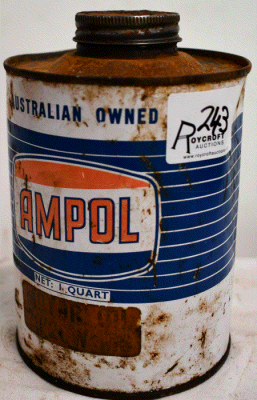 AUSTRALIAN OWNED
243
ROYCROFT
AUCTIONS
AMPOL
NET: 1 QUART